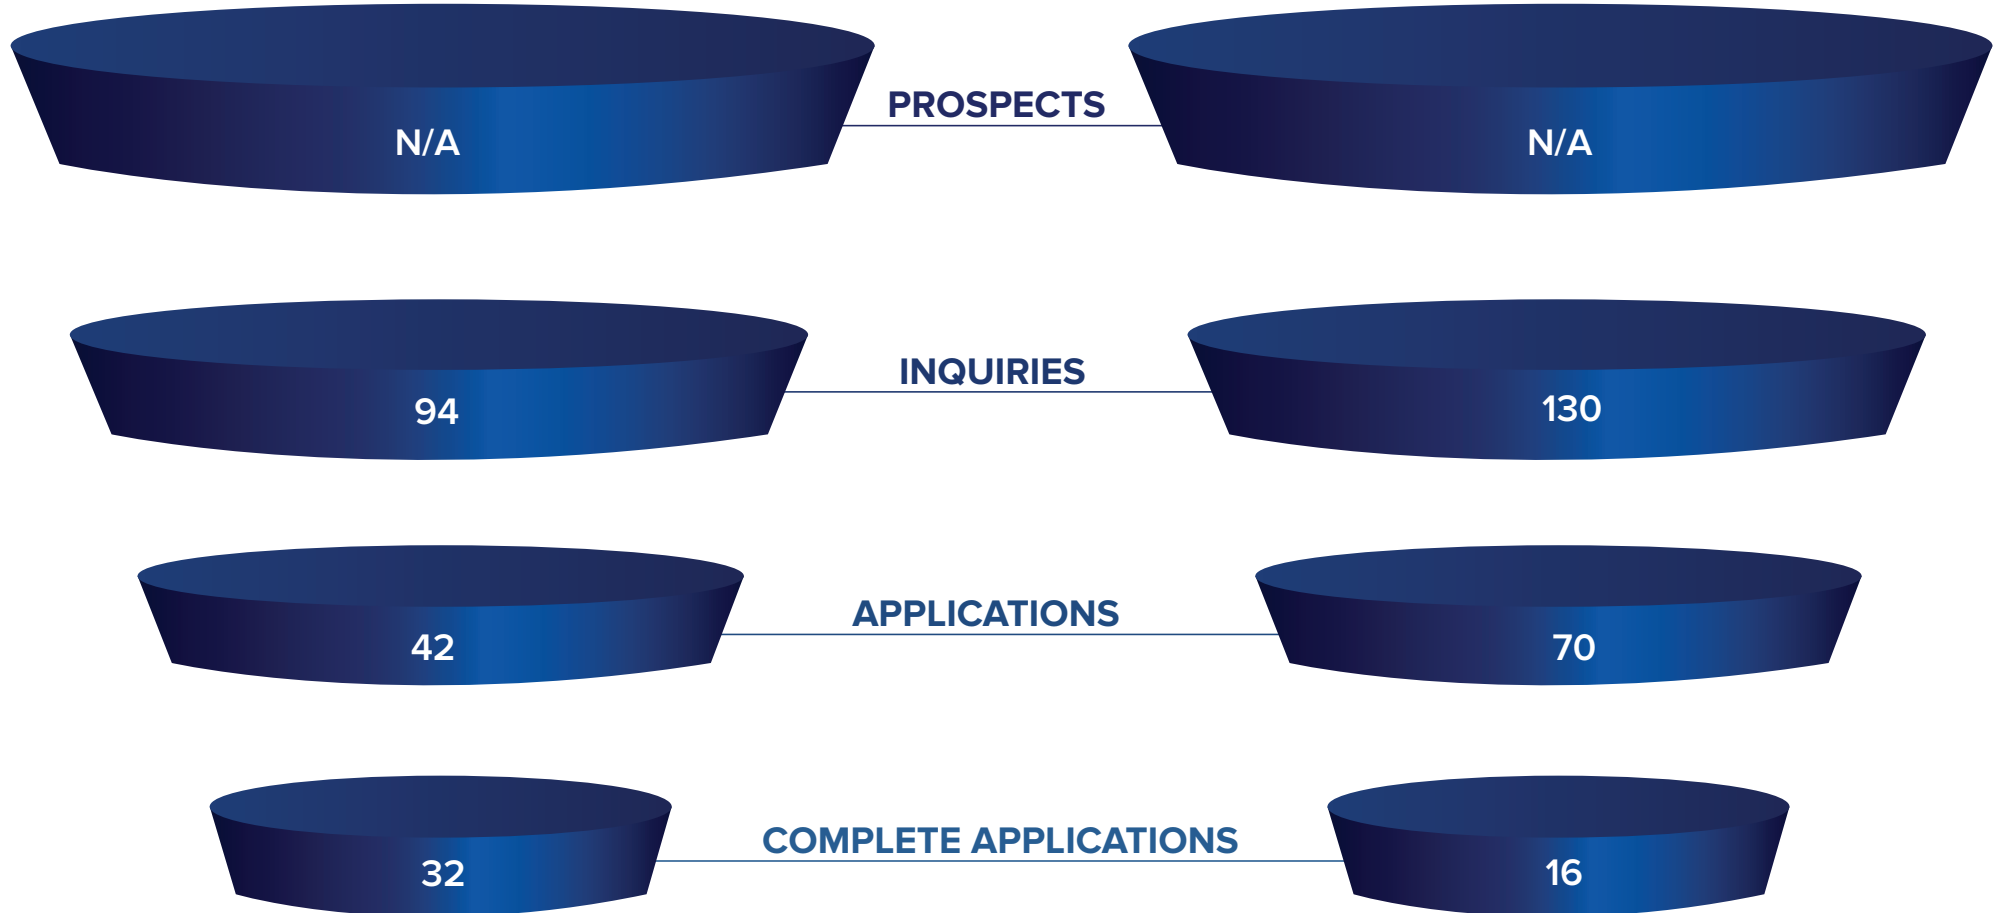 PROSPECTS
N/A
N/A
INQUIRIES
94
130
APPLICATIONS
42
70
COMPLETE APPLICATIONS
32
16